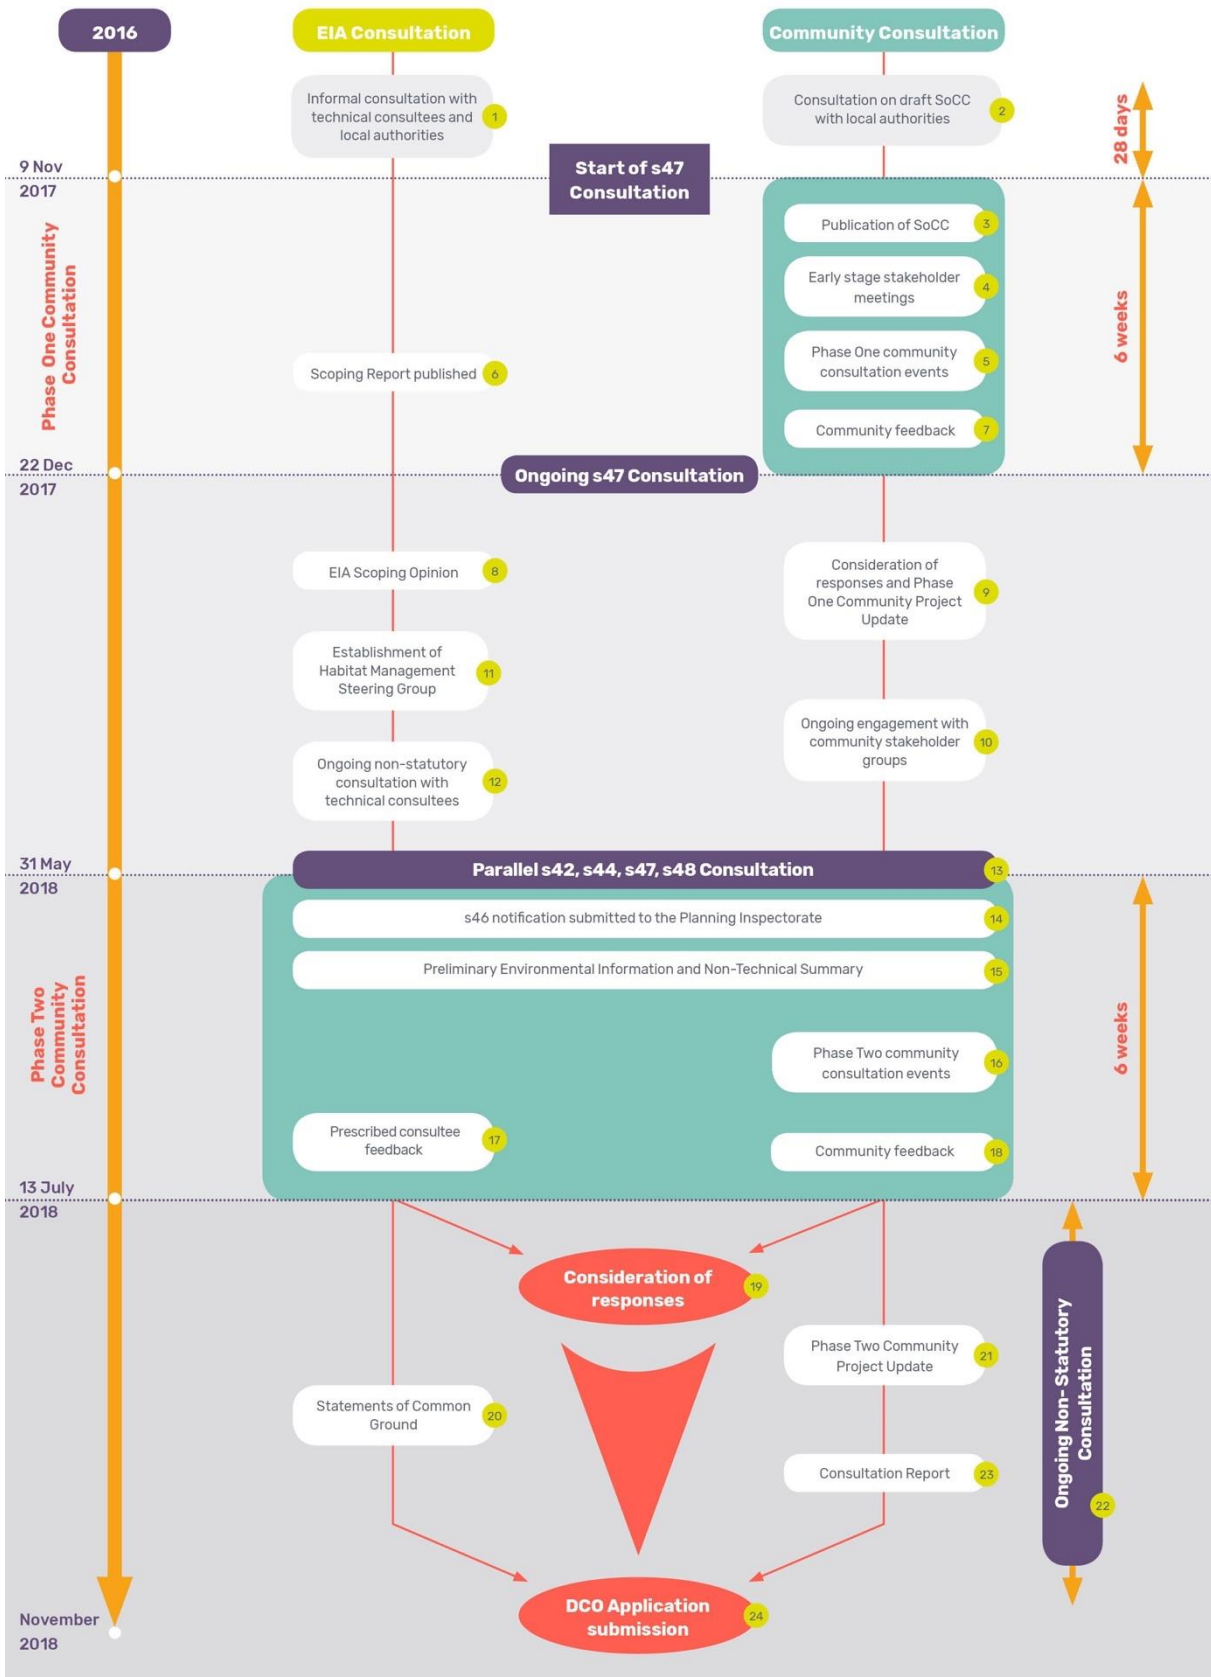 2016
EIA Consultation
Community Consultation
Informal consultation with
technical consultees and
local authorities
1
Consultation on draft SoCC
with local authorities
2
28 days
9 Nov
2017
Start of s47
Consultation
Phase One Community
Consultation
Publication of SoCC
3
Early stage stakeholder
meetings
4
Phase One community
consultation events
5
6 weeks
Scoping Report published
6
Community feedback
7
22 Dec
2017
Ongoing s47 Consultation
EIA Scoping Opinion
8
Consideration of
responses and Phase
One Community Project
Update
9
Establishment of
Habitat Management
Steering Group
11
Ongoing engagement with
community stakeholder
groups
10
Ongoing non-statutory
consultation with
technical consultees
12
31 May
2018
Parallel s42, s44, s47, s48 Consultation
13
s46 notification submitted to the Planning Inspectorate
14
Preliminary Environmental Information and Non-Technical Summary
15
Phase Two
Community
Consultation
Phase Two community
consultation events
16
6 weeks
Prescribed consultee
feedback
17
Community feedback
18
13 July
2018
Consideration of
responses
19
Phase Two Community
Project Update
21
Statements of Common
Ground
20
Consultation Report
23
Ongoing Non- Statutory
Consultation
22
DCO Application
submission
24
November
2018